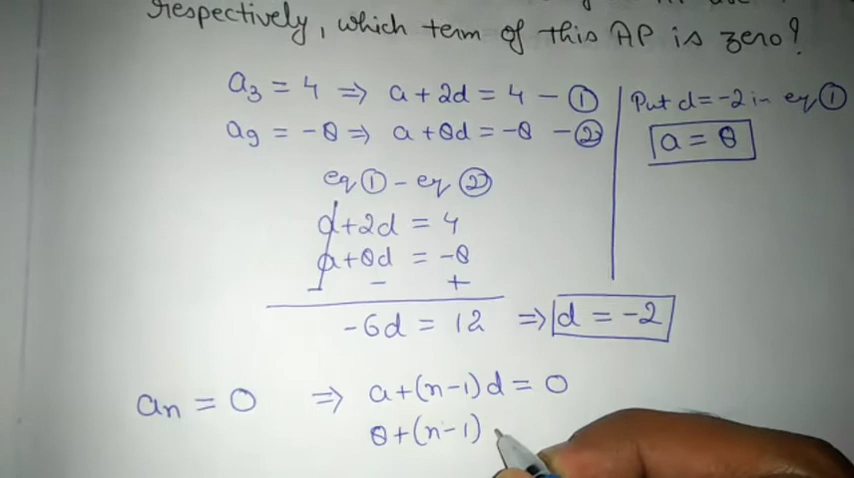 respectively, which term of this AP is zero?
a₃ = 4 ⇒ a + 2d = 4 – ①
a₉ = -8 ⇒ a + 8d = -8 – ②
Put d = -2 in eq ①
a = 8
eq ① - eq ②
a + 2d = 4
a + 8d = -8
- - +
-6d = 12 ⇒ d = -2
aₙ = 0 ⇒ a + (n-1) d = 0
8 + (n-1)